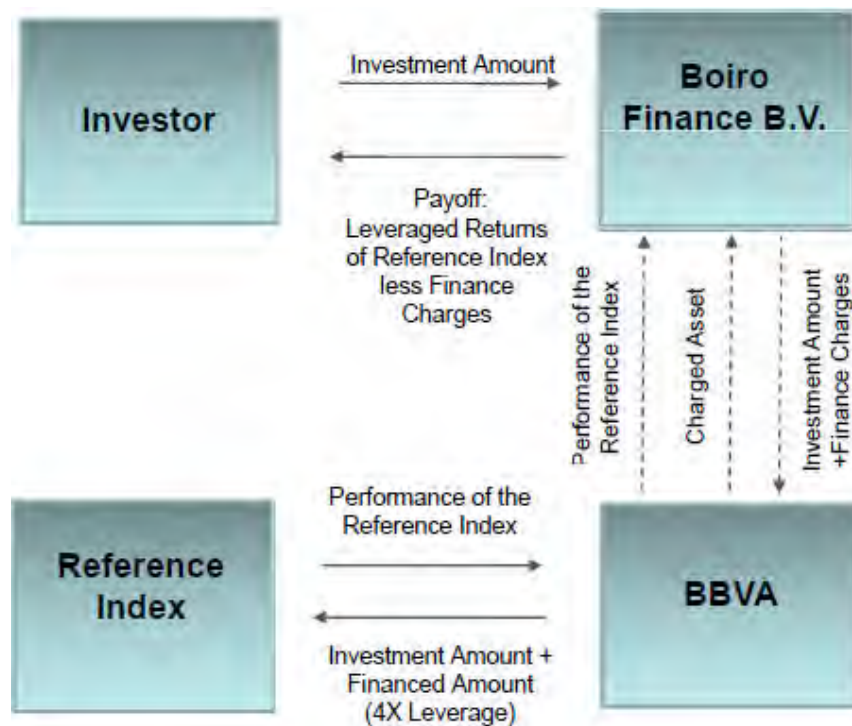 Investor
Investment Amount
Boiro
Finance B.V.
Payoff:
Leveraged Returns
of Reference Index
less Finance
Charges
Performance of the
Reference Index
Charged Asset
Investment Amount
+Finance Charges
Reference
Index
Performance of the
Reference Index
BBVA
Investment Amount +
Financed Amount
(4X Leverage)